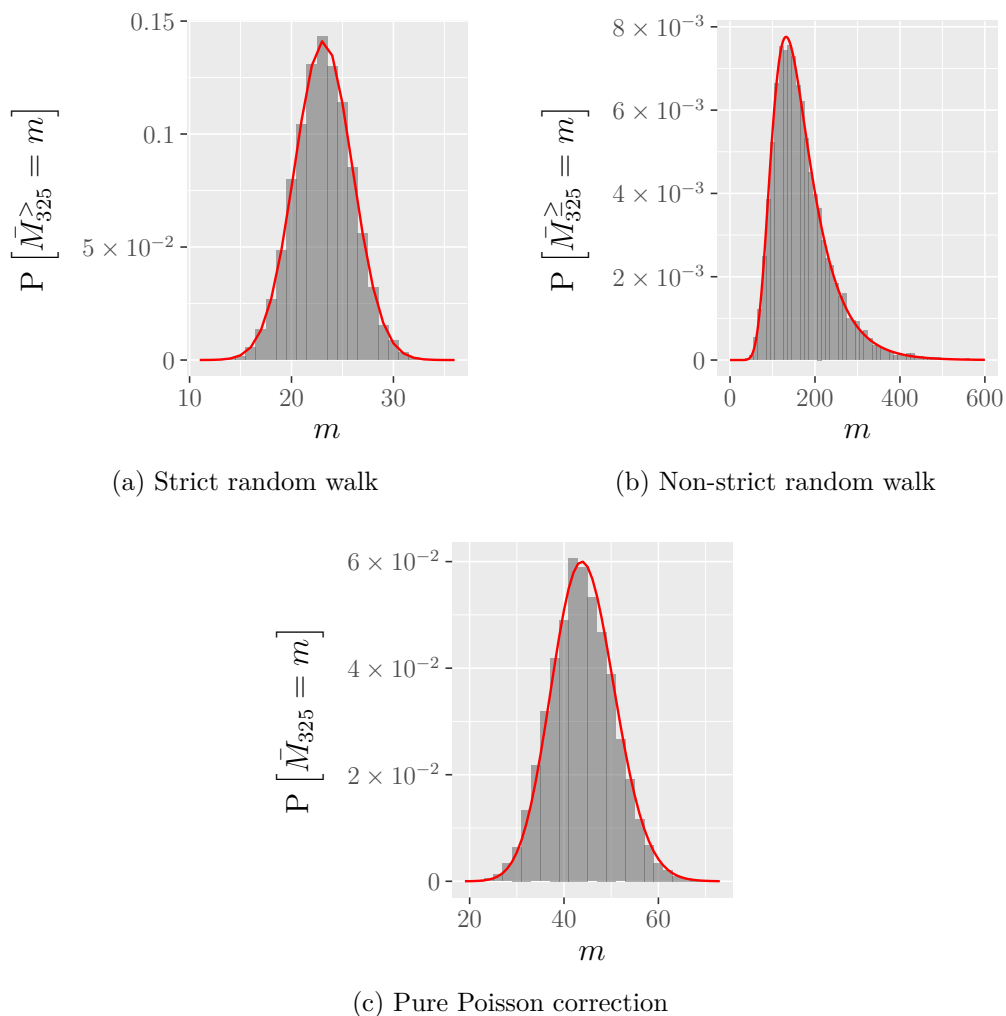 0.15
0.1
5 × 10⁻²
0
10 20 30
P [ M̄^>_325 = m ]
m
(a) Strict random walk
8 × 10⁻³
6 × 10⁻³
4 × 10⁻³
2 × 10⁻³
0
0 200 400 600
P [ M̄^≥_325 = m ]
m
(b) Non-strict random walk
6 × 10⁻²
4 × 10⁻²
2 × 10⁻²
0
20 40 60
P [ M̄_325 = m ]
m
(c) Pure Poisson correction